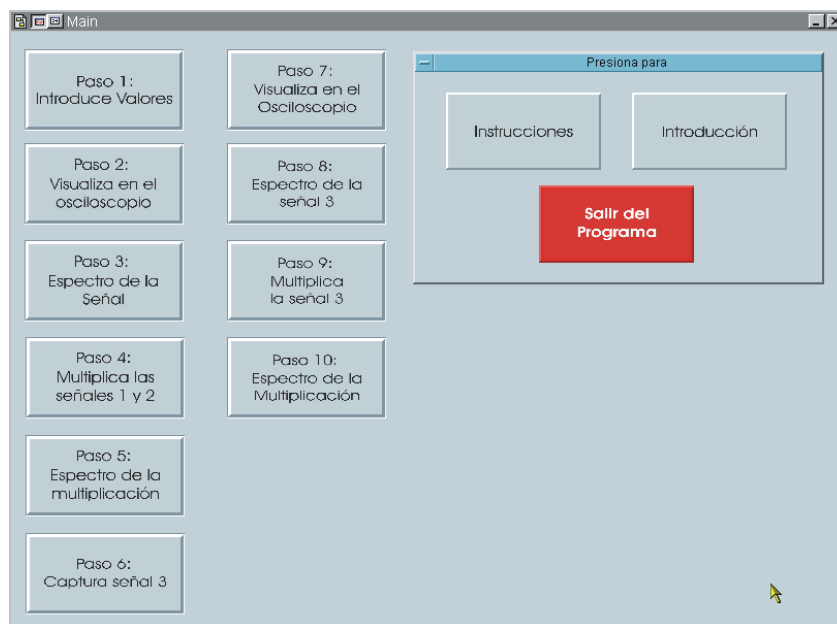 Main
Paso 1:
Introduce Valores
Paso 2:
Visualiza en el
osciloscopio
Paso 3:
Espectro de la
Señal
Paso 4:
Multiplica las
señales 1 y 2
Paso 5:
Espectro de la
multiplicación
Paso 6:
Captura señal 3
Paso 7:
Visualiza en el
Osciloscopio
Paso 8:
Espectro de la
señal 3
Paso 9:
Multiplica
la señal 3
Paso 10:
Espectro de la
Multiplicación
Presiona para
Instrucciones
Introducción
Salir del
Programa